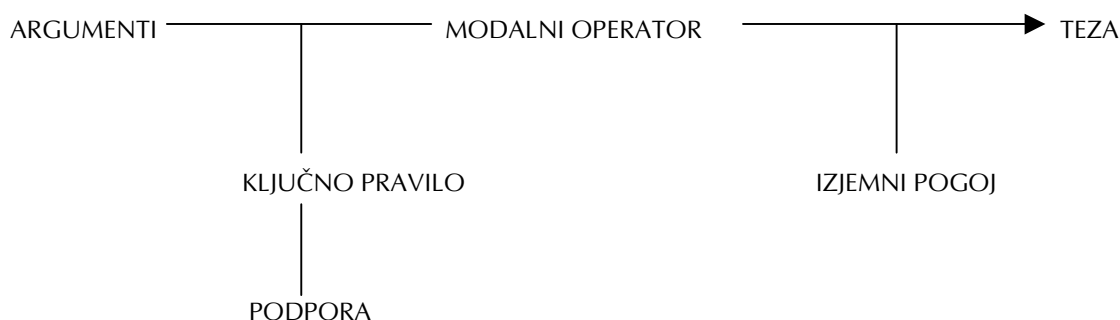 ARGUMENTI MODALNI OPERATOR TEZA
KLJUČNO PRAVILO IZJEMNI POGOJ
PODPORA